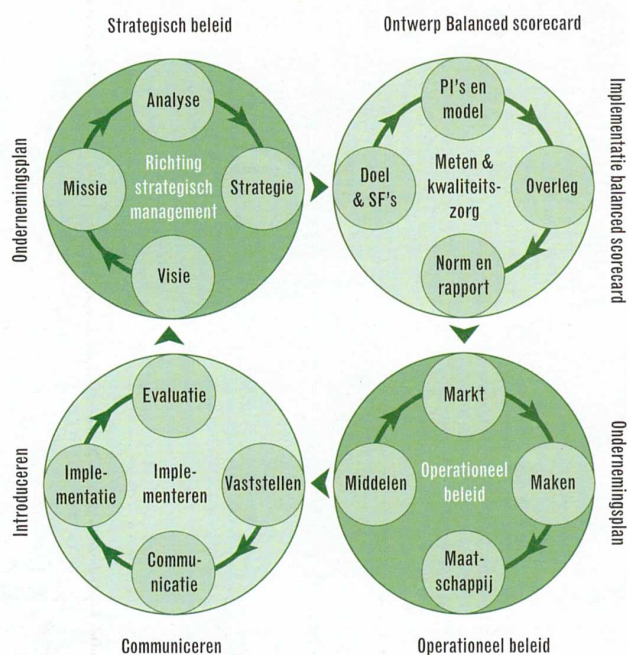 Strategisch beleid
Ontwerp Balanced scorecard
Ondernemingsplan
Analyse
Missie
Richting
strategisch
management
Strategie
Visie
PI's en
model
Doel
& SF's
Meten &
kwaliteits-
zorg
Overleg
Norm en
rapport
Implementatie balanced scorecard
Introduceren
Evaluatie
Imple-
mentatie
Imple-
menteren
Vaststellen
Commu-
nicatie
Markt
Middelen
Operationeel
beleid
Maken
Maat-
schappij
Ondernemingsplan
Communiceren
Operationeel beleid